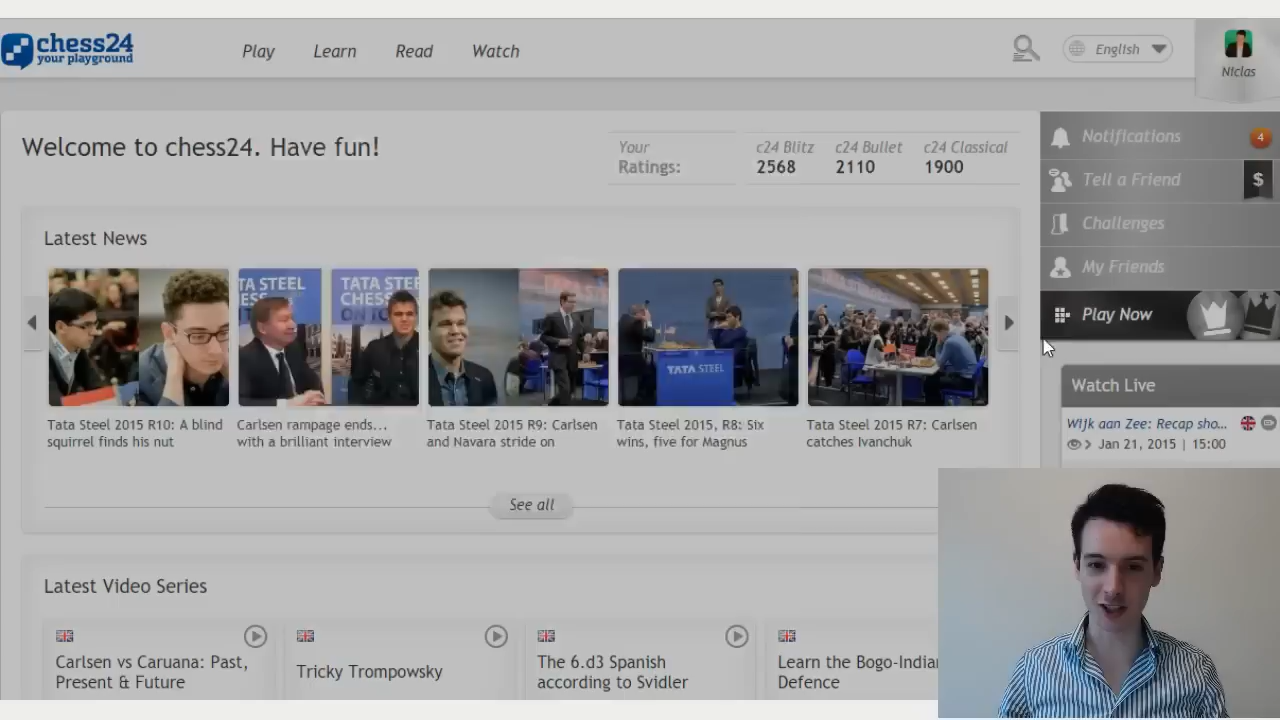 chess24
your playground
Play
Learn
Read
Watch
English
Niclas
Welcome to chess24. Have fun!
Your
Ratings:
c24 Blitz
2568
c24 Bullet
2110
c24 Classical
1900
Notifications
4
Tell a Friend
$
Challenges
My Friends
Play Now
Latest News
TATA STEEL
CHESS
TATA STEE
CHESS
TATA STEEL
Tata Steel 2015 R10: A blind
squirrel finds his nut
Carlsen rampage ends...
with a brilliant interview
Tata Steel 2015 R9: Carlsen
and Navara stride on
Tata Steel 2015, R8: Six
wins, five for Magnus
Tata Steel 2015 R7: Carlsen
catches Ivanchuk
See all
Watch Live
Wijk aan Zee: Recap sho...
Jan 21, 2015 | 15:00
Latest Video Series
Carlsen vs Caruana: Past,
Present & Future
Tricky Trompowsky
The 6.d3 Spanish
according to Svidler
Learn the Bogo-Indian
Defence